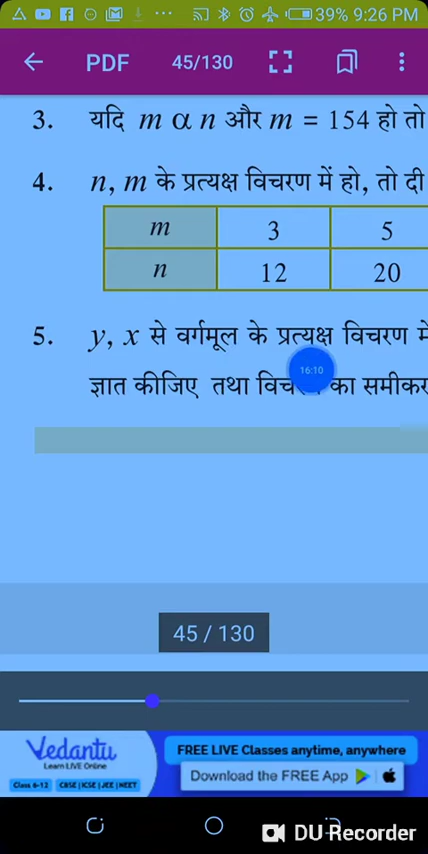 39% 9:26 PM
PDF 45/130
3. यदि m α n और m = 154 हो तो
4. n, m के प्रत्यक्ष विचरण में हो, तो दी
m 3 5
n 12 20
5. y, x से वर्गमूल के प्रत्यक्ष विचरण में
16:10
ज्ञात कीजिए तथा विच का समीकर
45 / 130
Vedantu
Learn LIVE Online
Class 6-12 CBSE | ICSE | JEE | NEET
FREE LIVE Classes anytime, anywhere
Download the FREE App
DU Recorder